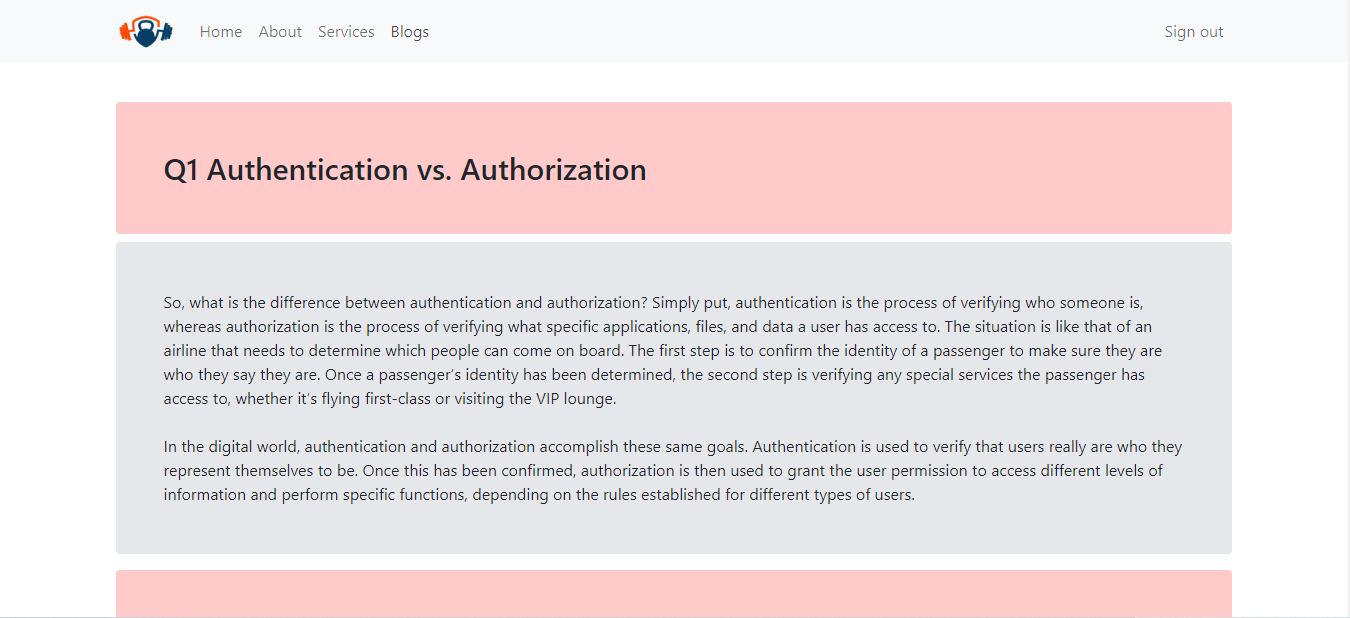 Home About Services Blogs Sign out
Q1 Authentication vs. Authorization
So, what is the difference between authentication and authorization? Simply put, authentication is the process of verifying who someone is,
whereas authorization is the process of verifying what specific applications, files, and data a user has access to. The situation is like that of an
airline that needs to determine which people can come on board. The first step is to confirm the identity of a passenger to make sure they are
who they say they are. Once a passenger’s identity has been determined, the second step is verifying any special services the passenger has
access to, whether it’s flying first-class or visiting the VIP lounge.
In the digital world, authentication and authorization accomplish these same goals. Authentication is used to verify that users really are who they
represent themselves to be. Once this has been confirmed, authorization is then used to grant the user permission to access different levels of
information and perform specific functions, depending on the rules established for different types of users.